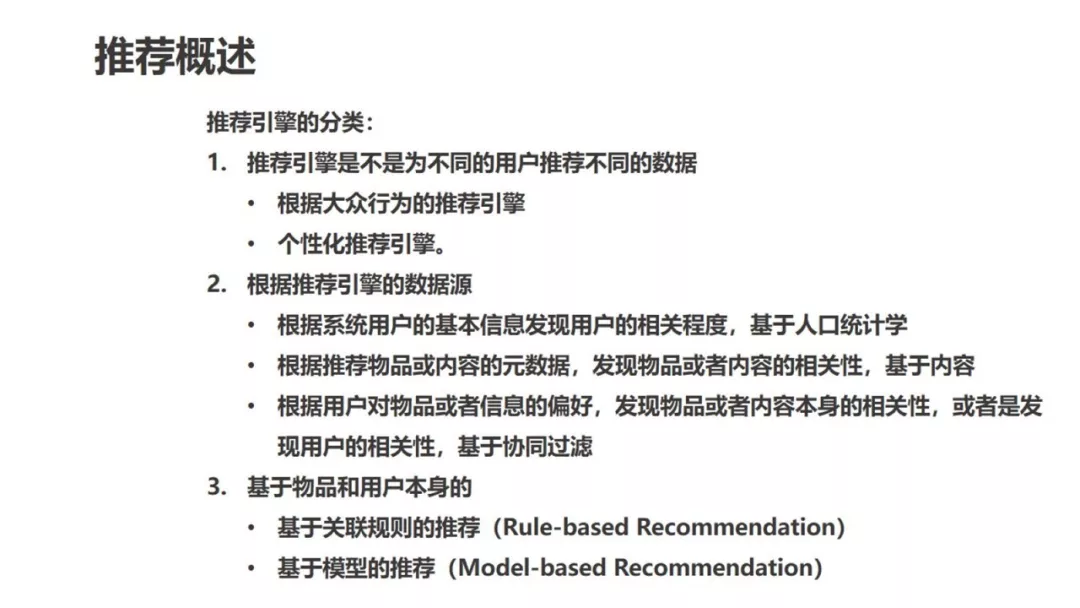 推荐概述
推荐引擎的分类：
1. 推荐引擎是不是为不同的用户推荐不同的数据
• 根据大众行为的推荐引擎
• 个性化推荐引擎。
2. 根据推荐引擎的数据源
• 根据系统用户的基本信息发现用户的相关程度，基于人口统计学
• 根据推荐物品或内容的元数据，发现物品或者内容的相关性，基于内容
• 根据用户对物品或者信息的偏好，发现物品或者内容本身的相关性，或者是发
现用户的相关性，基于协同过滤
3. 基于物品和用户本身的
• 基于关联规则的推荐（Rule-based Recommendation）
• 基于模型的推荐（Model-based Recommendation）